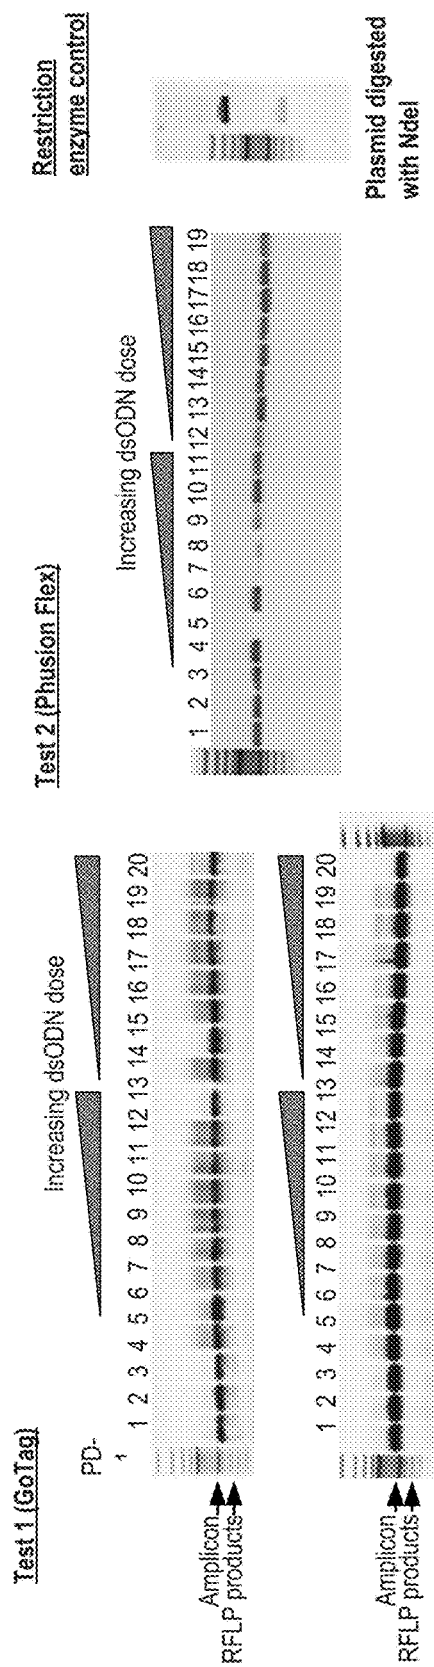 Test 1 (GoTag)
PD-
1
Increasing dsODN dose
1 2 3 4 5 6 7 8 9 10 11 12 13 14 15 16 17 18 19 20
Amplicon
RFLP products
1 2 3 4 5 6 7 8 9 10 11 12 13 14 15 16 17 18 19 20
Amplicon
RFLP products
Test 2 (Phusion Flex)
Increasing dsODN dose
1 2 3 4 5 6 7 8 9 10 11 12 13 14 15 16 17 18 19
Restriction
enzyme control
Plasmid digested
with NdeI